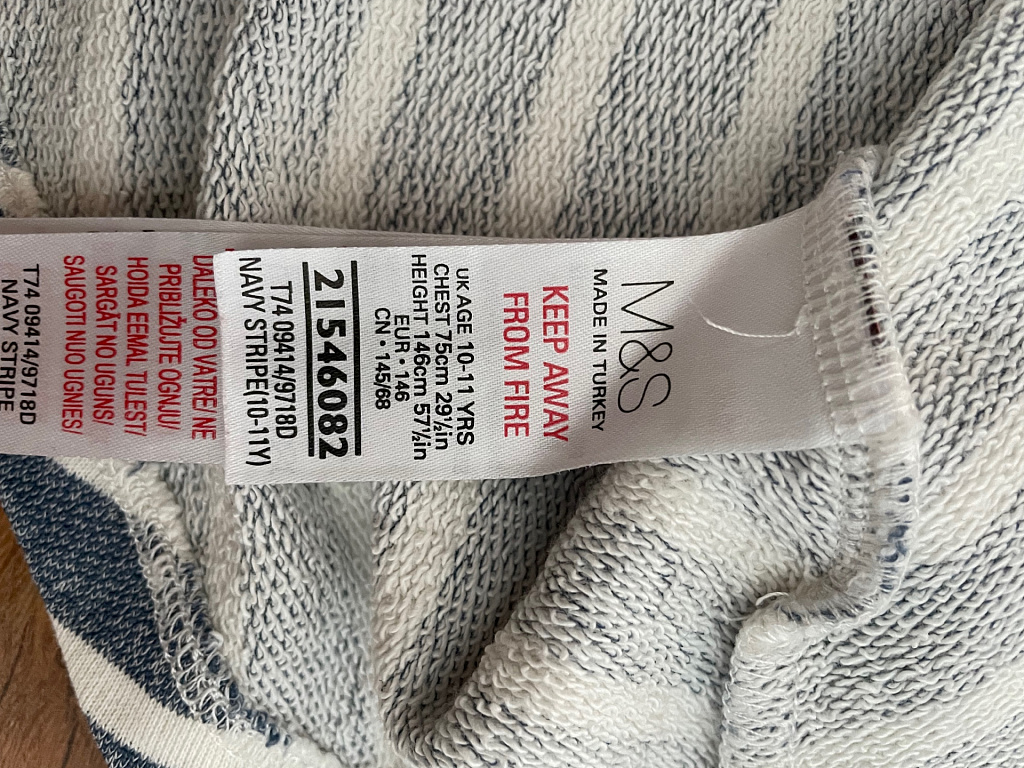 M&S
MADE IN TURKEY
KEEP AWAY
FROM FIRE
UK AGE 10-11 YRS
CHEST 75cm 29½in
HEIGHT 146cm 57½in
EUR • 146
CN • 145/68
21546082
T74 09414/9718D
NAVY STRIPE(10-11Y)
DALEKO OD VATRE/ NE
PRIBLIŽUJTE OGNJU/
HOIDA EEMAL TULEST/
SARGĀT NO UGUNS/
SAUGOTI NUO UGNIES/
T74 09414/9718D
NAVY STRIPE